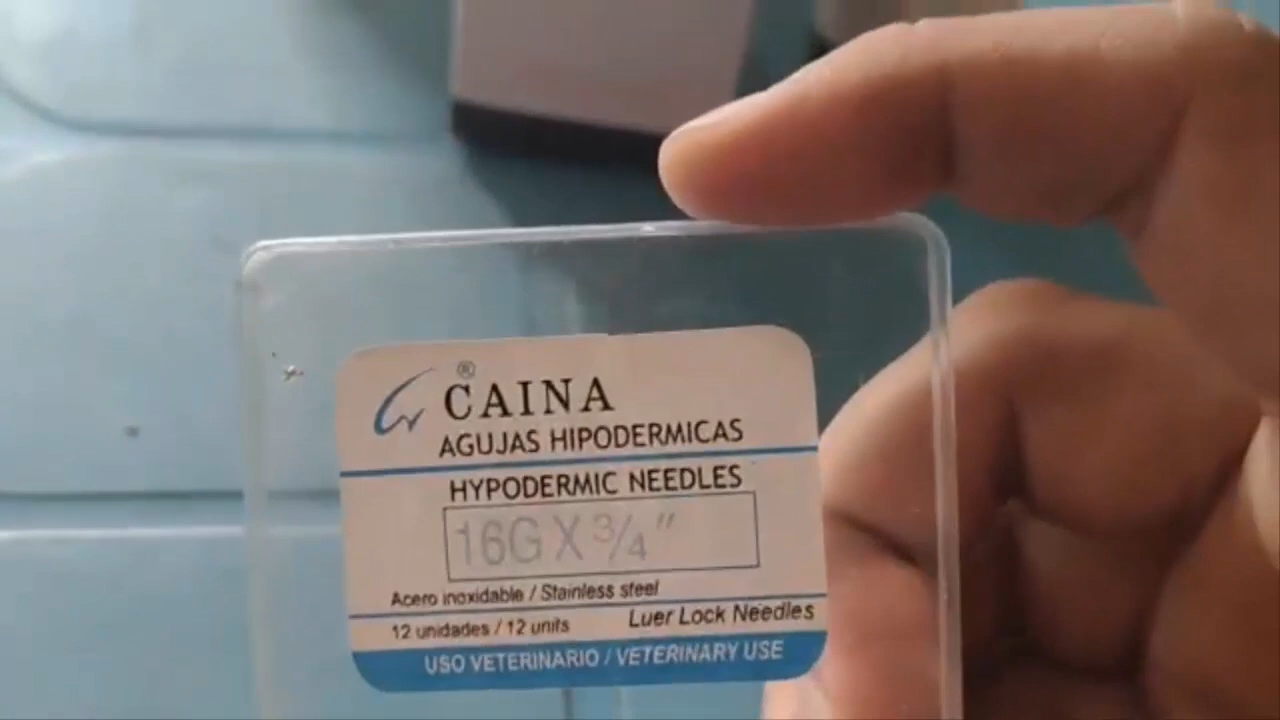 ® CAINA
AGUJAS HIPODERMICAS
HYPODERMIC NEEDLES
16G X 3/4"
Acero inoxidable / Stainless steel
12 unidades / 12 units Luer Lock Needles
USO VETERINARIO / VETERINARY USE